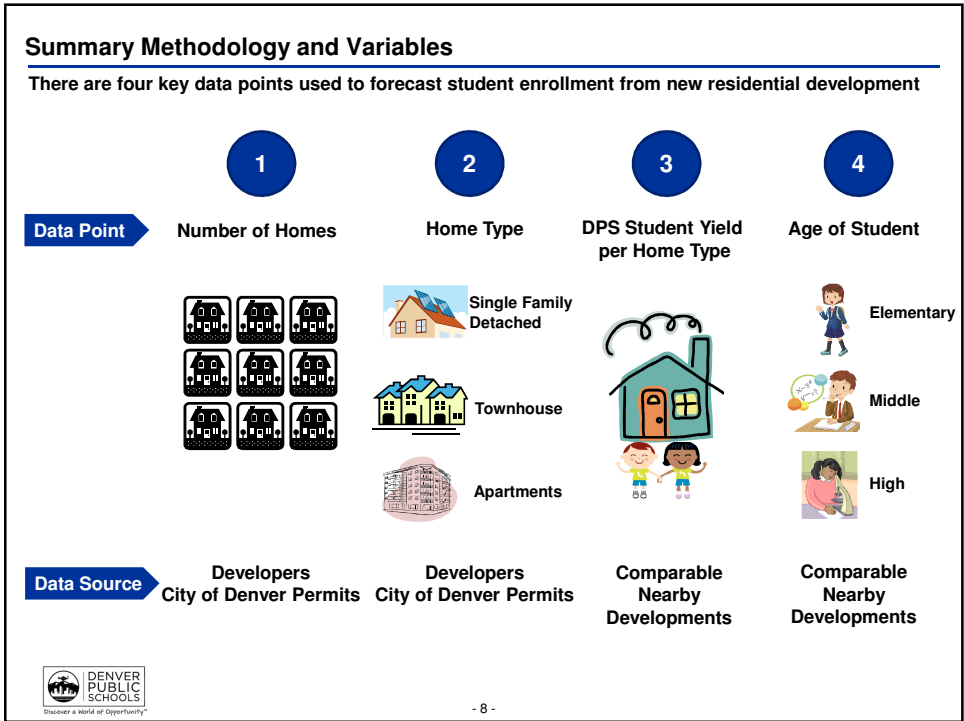 Summary Methodology and Variables
There are four key data points used to forecast student enrollment from new residential development
1
2
3
4
Data Point
Number of Homes
Home Type
DPS Student Yield
per Home Type
Age of Student
Single Family
Detached
Townhouse
Apartments
Elementary
Middle
High
Data Source
Developers
City of Denver Permits
Developers
City of Denver Permits
Comparable
Nearby
Developments
Comparable
Nearby
Developments
DENVER
PUBLIC
SCHOOLS
Discover a World of Opportunity™
- 8 -